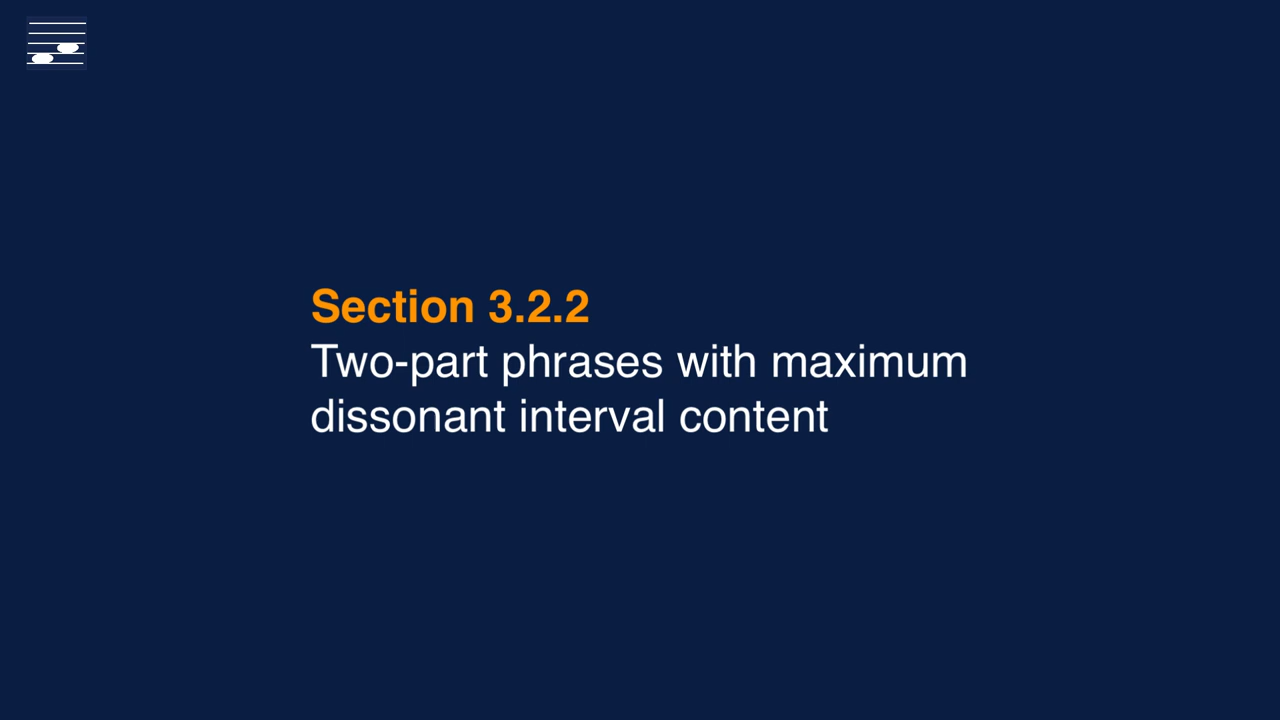 Section 3.2.2
Two-part phrases with maximum
dissonant interval content